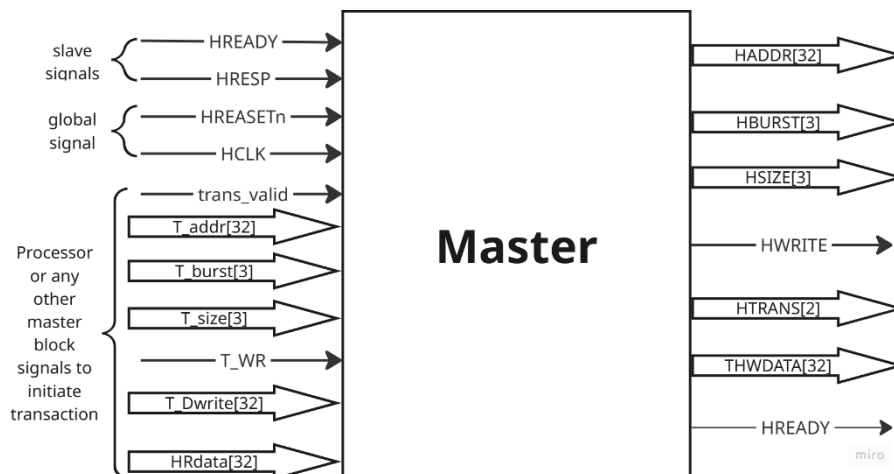 slave
signals
HREADY
HRESP
global
signal
HREASETn
HCLK
Processor
or any
other
master
block
signals to
initiate
transaction
trans_valid
T_addr[32]
T_burst[3]
T_size[3]
T_WR
T_Dwrite[32]
HRdata[32]
Master
HADDR[32]
HBURST[3]
HSIZE[3]
HWRITE
HTRANS[2]
THWDATA[32]
HREADY
miro